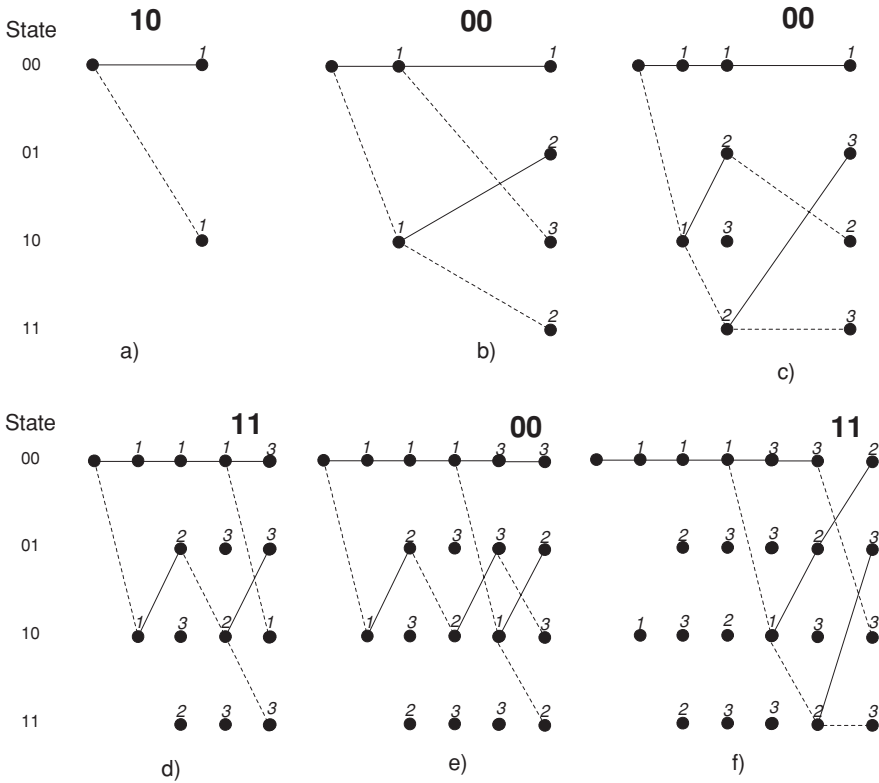 State 10 00 00
00 1 1 1 1 1 1
01 2 2 3
10 1 1 3 1 3 2
11 2 2 3
a) b) c)
State 11 00 11
00 1 1 1 3 1 1 1 3 3 1 1 1 3 3 2
01 2 3 3 2 3 3 2 2 3 3 2 3
10 1 3 2 1 1 3 2 1 3 1 3 2 1 3 3
11 2 3 3 2 3 3 2 2 3 3 2 3
d) e) f)